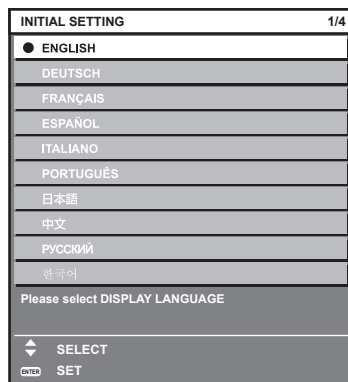 INITIAL SETTING 1/4
ENGLISH
DEUTSCH
FRANÇAIS
ESPAÑOL
ITALIANO
PORTUGUÊS
日本語
中文
РУССКИЙ
한국어
Please select DISPLAY LANGUAGE
SELECT
ENTER SET